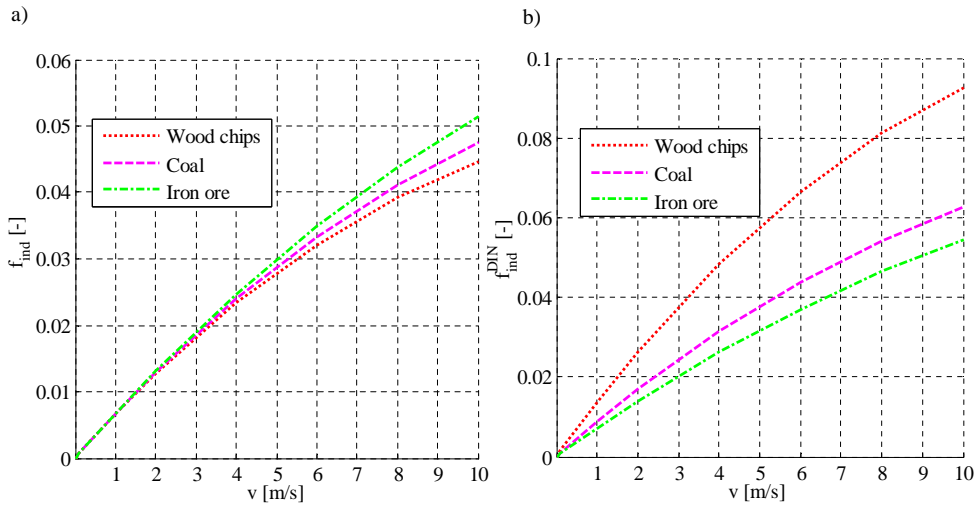 a)
0.06
0.05
0.04
0.03
0.02
0.01
0
f_ind [-]
Wood chips
Coal
Iron ore
1 2 3 4 5 6 7 8 9 10
v [m/s]
b)
0.1
0.08
0.06
0.04
0.02
0
f_ind^DIN [-]
Wood chips
Coal
Iron ore
1 2 3 4 5 6 7 8 9 10
v [m/s]